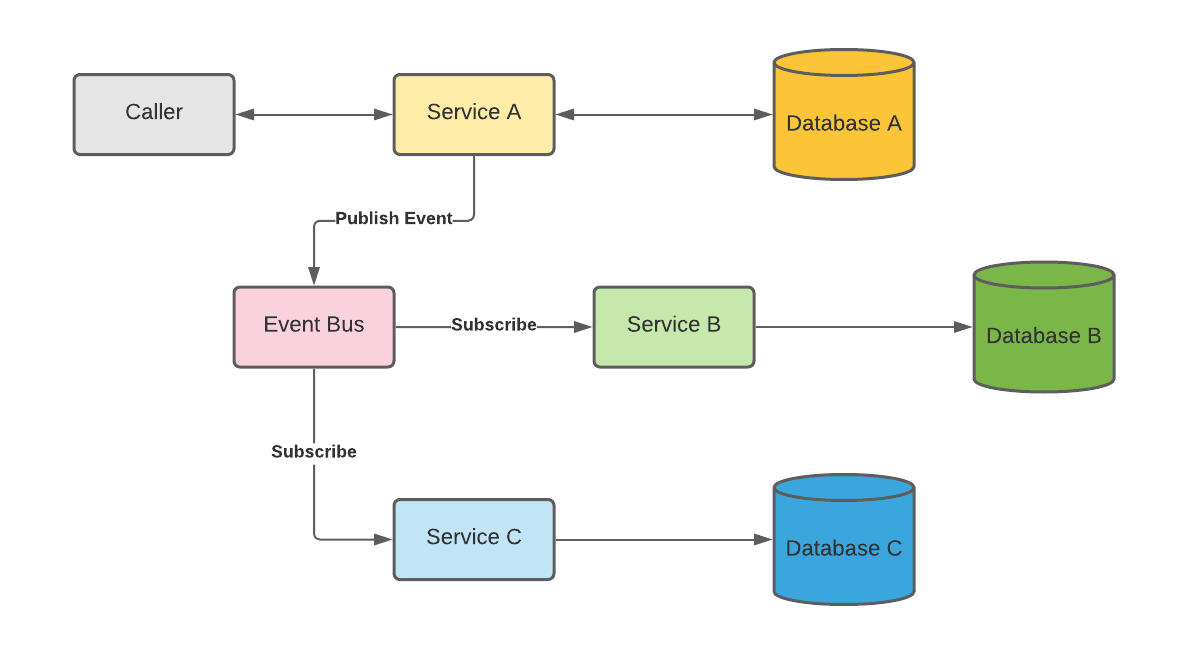 Caller
Service A
Database A
Publish Event
Event Bus
Subscribe
Service B
Database B
Subscribe
Service C
Database C